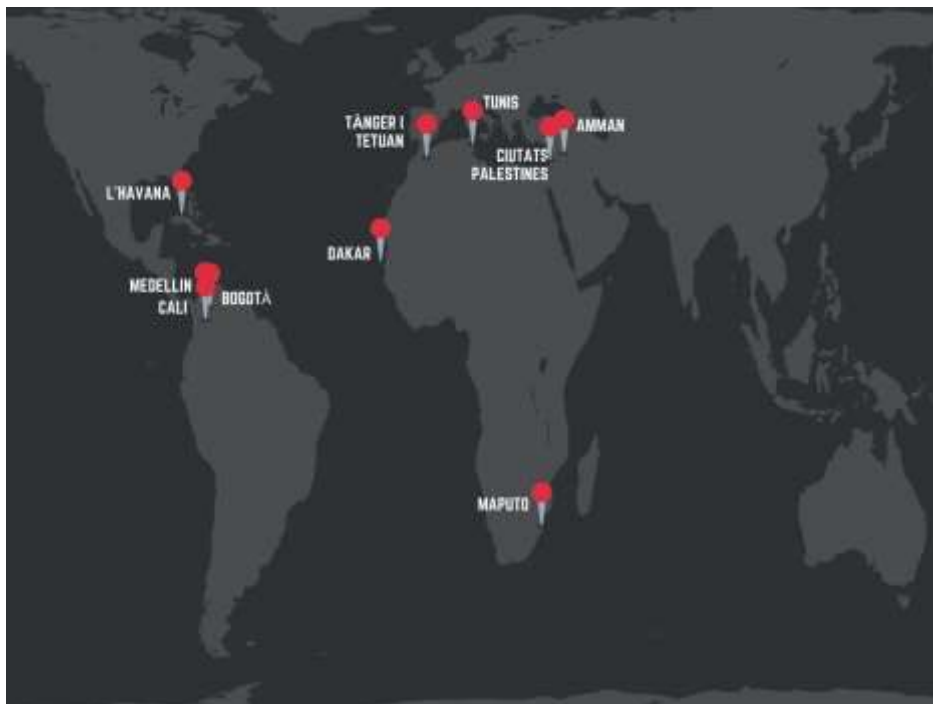 TUNIS
TÀNGER I
TETUAN
AMMAN
CIUTATS
PALESTINES
L'HAVANA
DAKAR
MEDELLIN
CALI
BOGOTÀ
MAPUTO